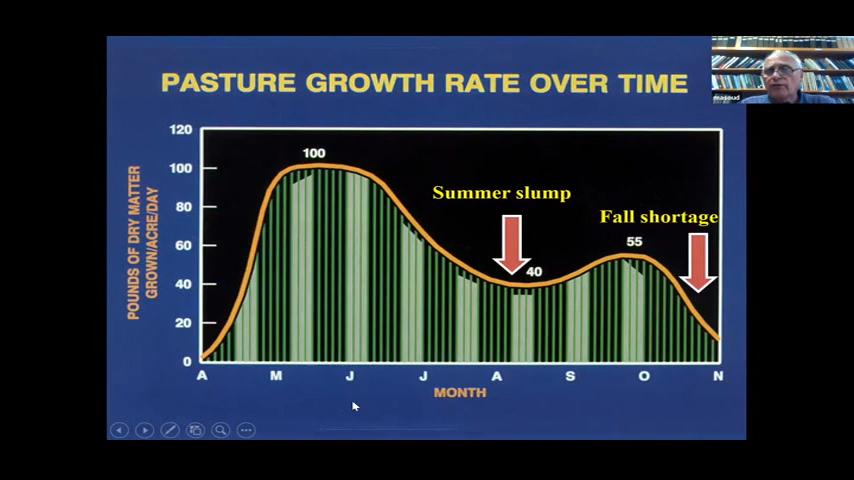 PASTURE GROWTH RATE OVER TIME
masoud
120
100
80
60
40
20
0
POUNDS OF DRY MATTER
GROWN/ACRE/DAY
100
Summer slump
Fall shortage
55
40
A M J J A S O N
MONTH